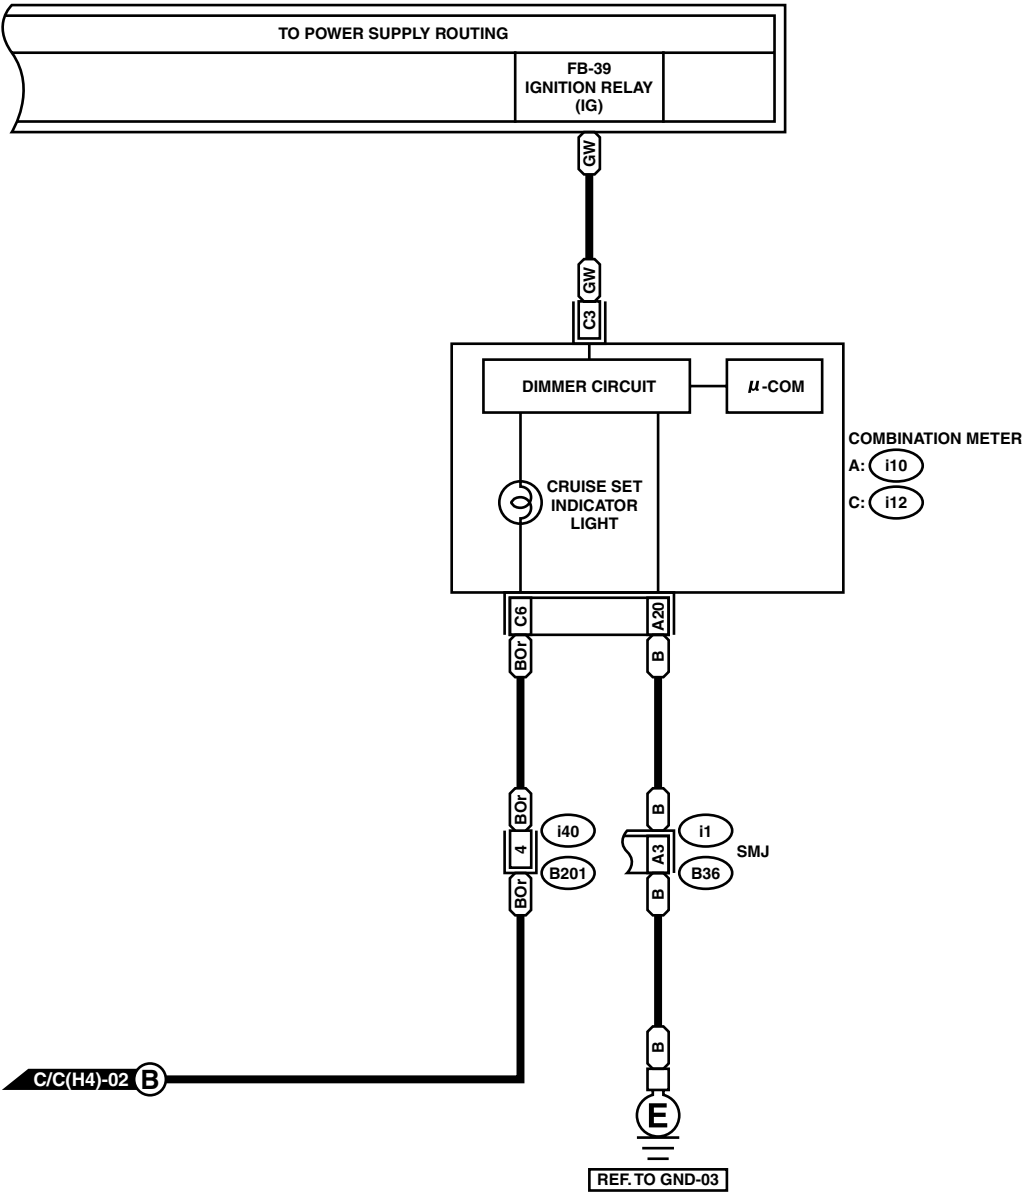 TO POWER SUPPLY ROUTING
FB-39
IGNITION RELAY
(IG)
GW
GW
C3
DIMMER CIRCUIT
μ-COM
COMBINATION METER
A: i10
C: i12
CRUISE SET
INDICATOR
LIGHT
C6
A20
BOr
B
BOr
B
4
i40
B201
A3
i1
B36
SMJ
BOr
B
B
C/C(H4)-02 B
E
REF. TO GND-03